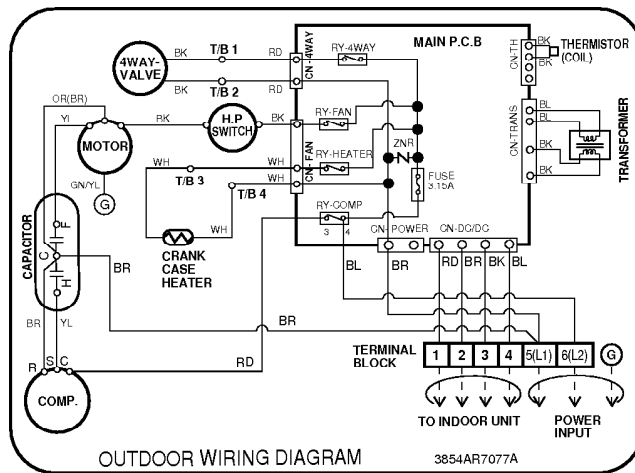 MAIN P.C.B
4WAY-
VALVE
BK
T/B 1
RD
BK
T/B 2
RD
CN-4WAY
RY-4WAY
CN-TH
BK
BK
THERMISTOR
(COIL)
OR(BR)
YI
MOTOR
BK
H.P
SWITCH
BK
CN-FAN
RY-FAN
ZNR
RY-HEATER
FUSE
3.15A
CN-TRANS
BL
BL
BK
BK
TRANSFORMER
GN/YL
G
WH
T/B 3
WH
WH
T/B 4
WH
WH
CRANK
CASE
HEATER
RY-COMP
3 4
CN-POWER
CN-DC/DC
BL
BR
RD
BR
BK
BL
CAPACITOR
F
C
H
BR
BR
BR
YL
R
S
C
COMP.
RD
TERMINAL
BLOCK
1
2
3
4
5(L1)
6(L2)
G
TO INDOOR UNIT
POWER
INPUT
OUTDOOR WIRING DIAGRAM
3854AR7077A